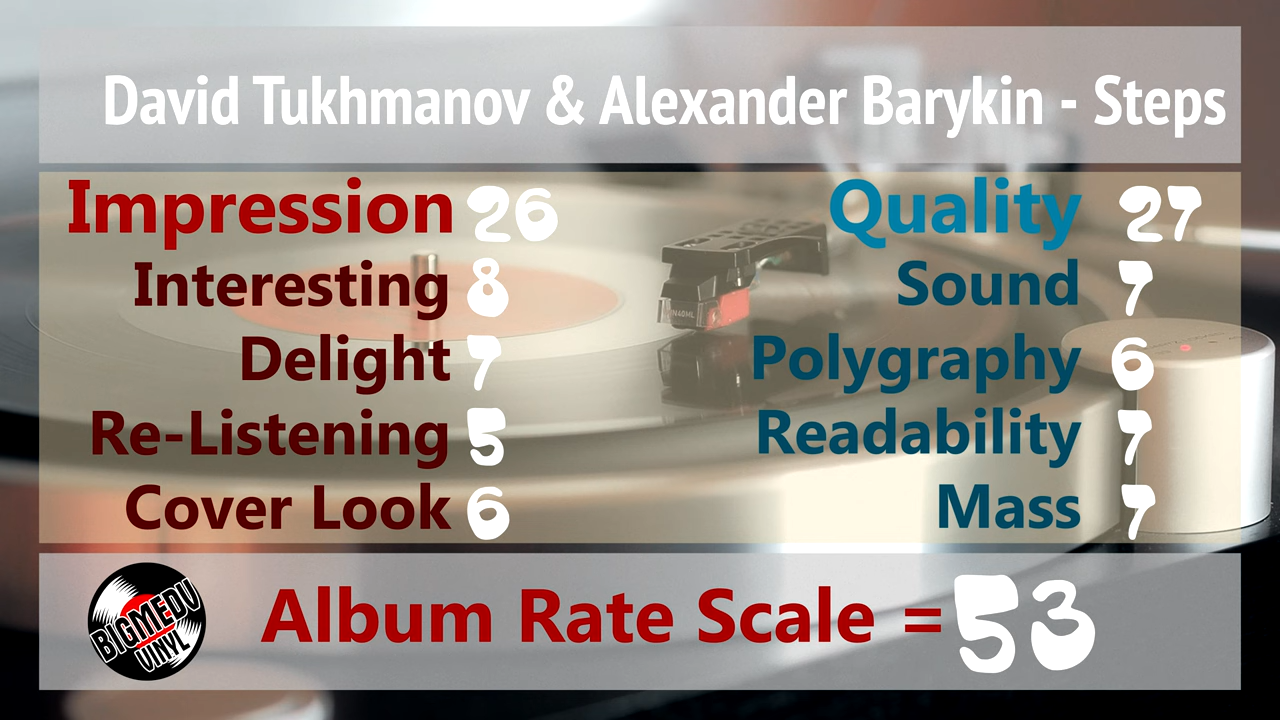 David Tukhmanov & Alexander Barykin - Steps
Impression 26
Interesting 8
Delight 7
Re-Listening 5
Cover Look 6
Quality 27
Sound 7
Polygraphy 6
Readability 7
Mass 7
BIGMEDV
VINYL
Album Rate Scale = 53